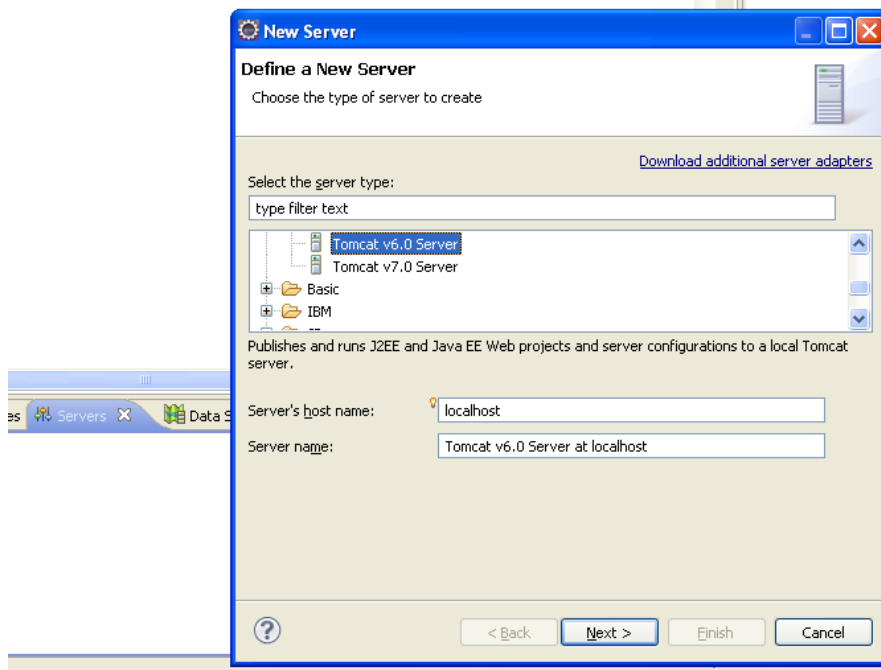 New Server
Define a New Server
Choose the type of server to create
Download additional server adapters
Select the server type:
type filter text
Tomcat v6.0 Server
Tomcat v7.0 Server
Basic
IBM
Publishes and runs J2EE and Java EE Web projects and server configurations to a local Tomcat
server.
es Servers Data S
Server's host name: localhost
Server name: Tomcat v6.0 Server at localhost
? < Back Next > Finish Cancel